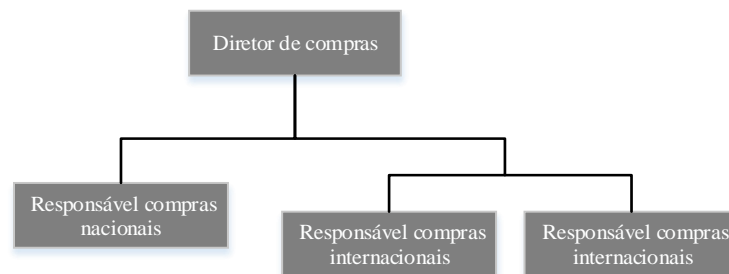 Diretor de compras
Responsável compras
nacionais
Responsável compras
internacionais
Responsável compras
internacionais